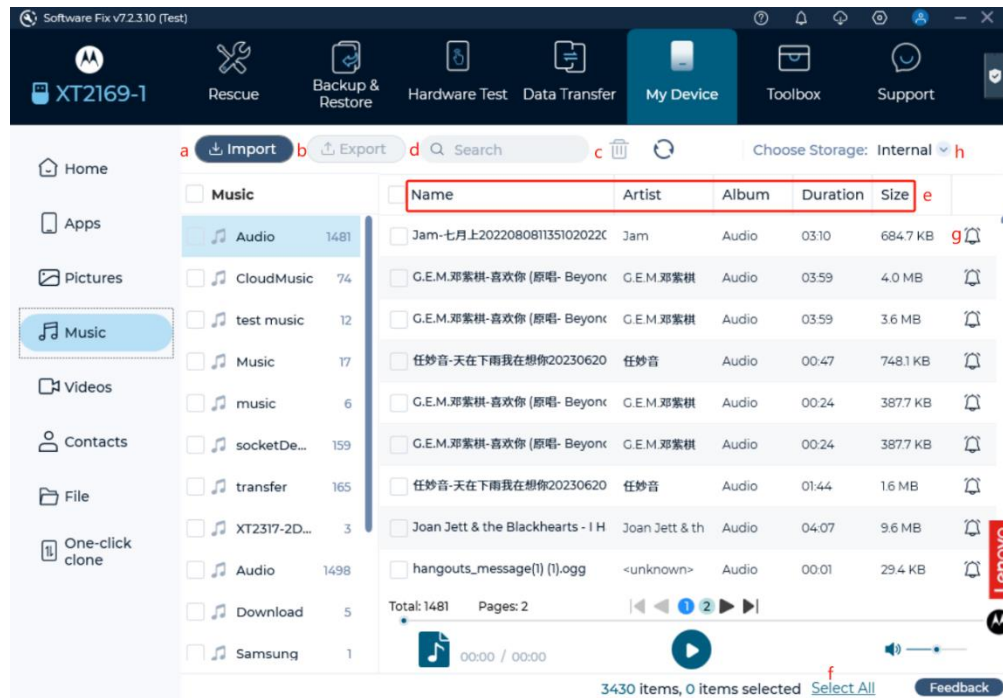 Software Fix v7.2.3.10 (Test)
XT2169-1
Rescue
Backup & Restore
Hardware Test
Data Transfer
My Device
Toolbox
Support
Home
Apps
Pictures
Music
Videos
Contacts
File
One-click clone
a Import b Export d Search c Choose Storage: Internal h
Music
Audio 1481
CloudMusic 74
test music 12
Music 17
music 6
socketDe... 159
transfer 165
XT2317-2D... 3
Audio 1498
Download 5
Samsung 1
Name Artist Album Duration Size e
Jam-七月上20220808113510202 Jam Audio 03:10 684.7 KB g
G.E.M.邓紫棋-喜欢你 (原唱- Beyond G.E.M.邓紫棋 Audio 03:59 4.0 MB
G.E.M.邓紫棋-喜欢你 (原唱- Beyond G.E.M.邓紫棋 Audio 03:59 3.6 MB
任妙音-天在下雨我在想你20230620 任妙音 Audio 00:47 748.1 KB
G.E.M.邓紫棋-喜欢你 (原唱- Beyond G.E.M.邓紫棋 Audio 00:24 387.7 KB
G.E.M.邓紫棋-喜欢你 (原唱- Beyond G.E.M.邓紫棋 Audio 00:24 387.7 KB
任妙音-天在下雨我在想你20230620 任妙音 Audio 01:44 1.6 MB
Joan Jett & the Blackhearts - I H Joan Jett & th Audio 04:07 9.6 MB
hangouts_message(1) (1).ogg <unknown> Audio 00:01 29.4 KB
Total: 1481 Pages: 2 1 2
00:00 / 00:00
f
3430 items, 0 items selected Select All Feedback
Lenovo